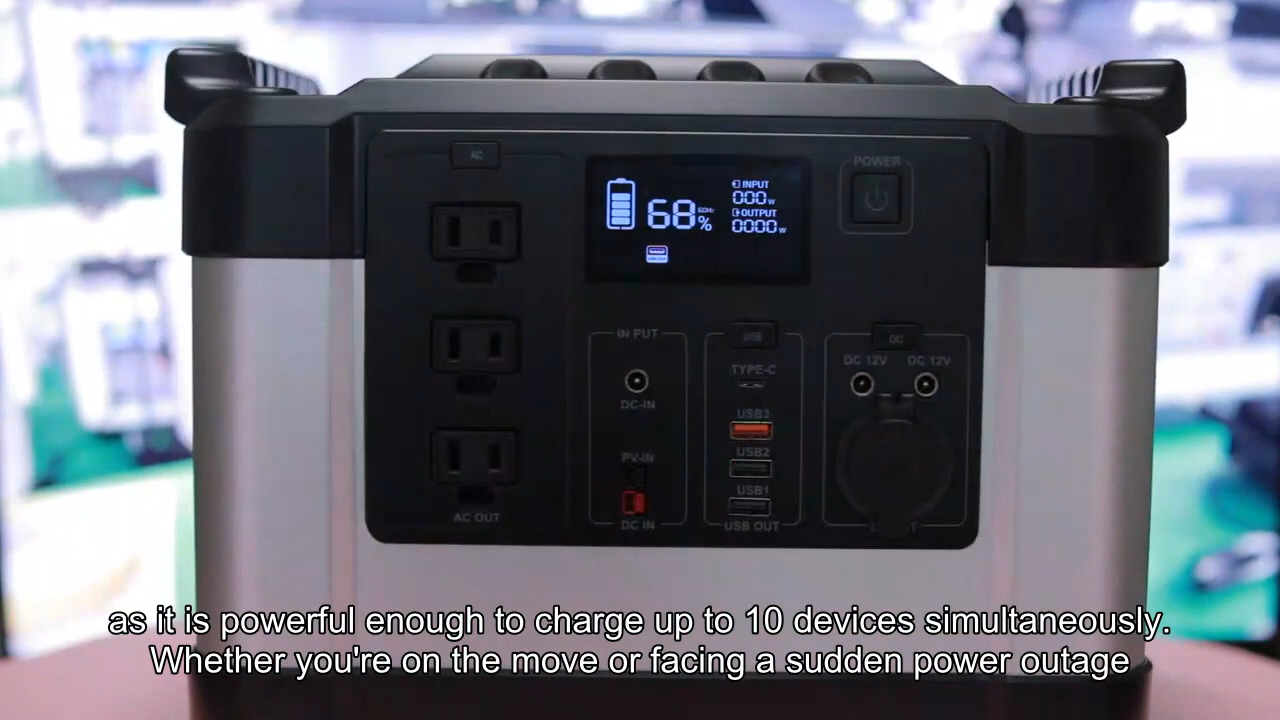 AC
AC OUT
68%
INPUT
000W
OUTPUT
0000W
POWER
IN PUT
DC-IN
PV-IN
DC IN
USB
TYPE-C
USB3
USB2
USB1
USB OUT
DC
DC 12V DC 12V
as it is powerful enough to charge up to 10 devices simultaneously.
Whether you're on the move or facing a sudden power outage